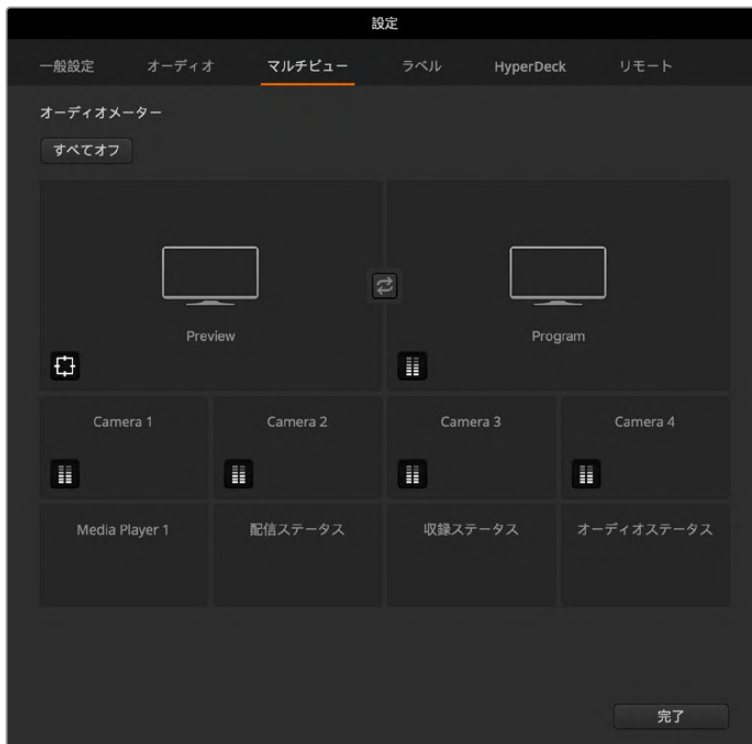 設定
一般設定 オーディオ マルチビュー ラベル HyperDeck リモート
オーディオメーター
すべてオフ
Preview Program
Camera 1 Camera 2 Camera 3 Camera 4
Media Player 1 配信ステータス 収録ステータス オーディオステータス
完了